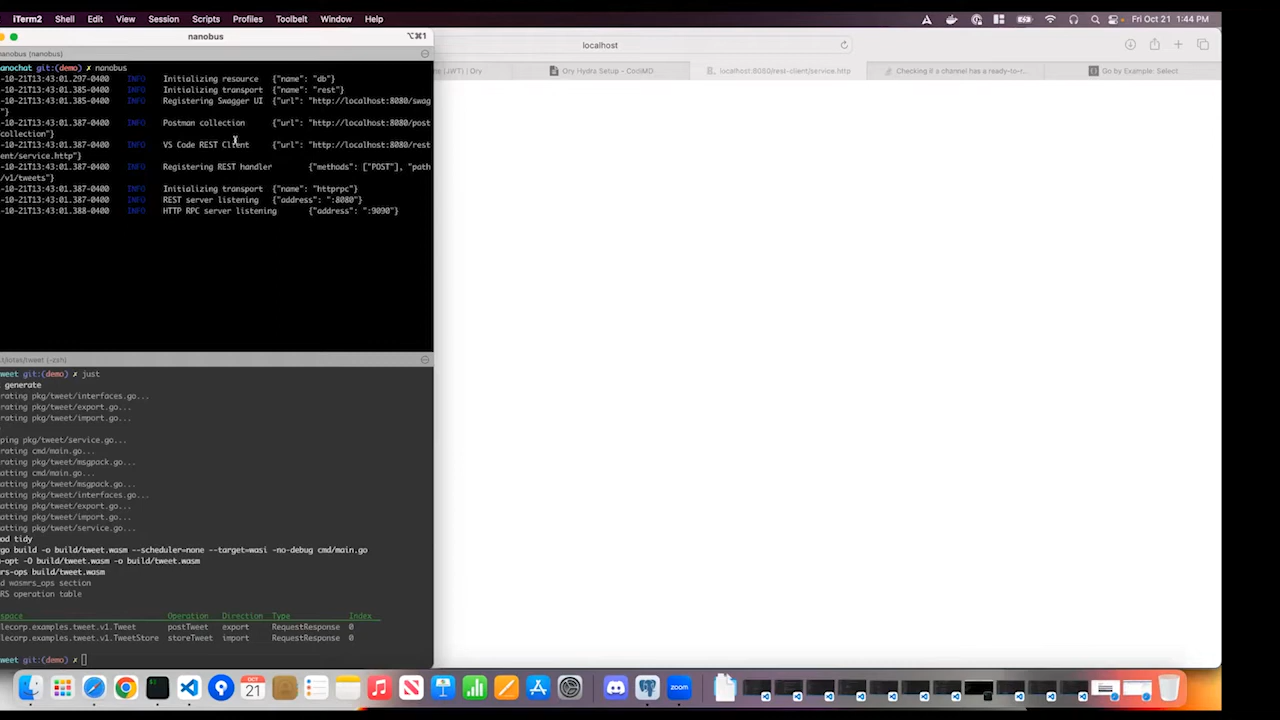 iTerm2 Shell Edit View Session Scripts Profiles Toolbelt Window Help Fri Oct 21 1:44 PM
nanobus ⌥⌘1
nanobus (nanobus)
anochat git:(demo) ✗ nanobus
-10-21T13:43:01.297-0400 INFO Initializing resource {"name": "db"}
-10-21T13:43:01.385-0400 INFO Initializing transport {"name": "rest"}
-10-21T13:43:01.385-0400 INFO Registering Swagger UI {"url": "http://localhost:8080/swag
"}
-10-21T13:43:01.387-0400 INFO Postman collection {"url": "http://localhost:8080/post
collection"}
-10-21T13:43:01.387-0400 INFO VS Code REST Client {"url": "http://localhost:8080/rest
ent/service.http"}
-10-21T13:43:01.387-0400 INFO Registering REST handler {"methods": ["POST"], "path
/v1/tweets"}
-10-21T13:43:01.388-0400 INFO Initializing transport {"name": "httprpc"}
-10-21T13:43:01.388-0400 INFO REST server listening {"address": ":8080"}
-10-21T13:43:01.388-0400 INFO HTTP RPC server listening {"address": ":9090"}
localhost
(JWT) | Ory
Ory Hydra Setup - CodiMD
localhost:8080/rest-client/service.http
Checking if a channel has a ready-to-r...
Go by Example: Select
t/iotas/tweet (-zsh)
weet git:(demo) ✗ just
generate
rating pkg/tweet/interfaces.go...
rating pkg/tweet/export.go...
rating pkg/tweet/import.go...
ping pkg/tweet/service.go...
rating cmd/main.go...
rating pkg/tweet/msgpack.go...
atting cmd/main.go...
atting pkg/tweet/msgpack.go...
atting pkg/tweet/interfaces.go...
atting pkg/tweet/export.go...
atting pkg/tweet/import.go...
atting pkg/tweet/service.go...
od tidy
go build -o build/tweet.wasm --scheduler=none --target=wasi -no-debug cmd/main.go
-opt -O build/tweet.wasm -o build/tweet.wasm
rs-ops build/tweet.wasm
d wasmrs_ops section
RS operation table
space Operation Direction Type Index
lecorp.examples.tweet.v1.Tweet postTweet export RequestResponse 0
lecorp.examples.tweet.v1.TweetStore storeTweet import RequestResponse 0
weet git:(demo) ✗
OCT
21
zoom